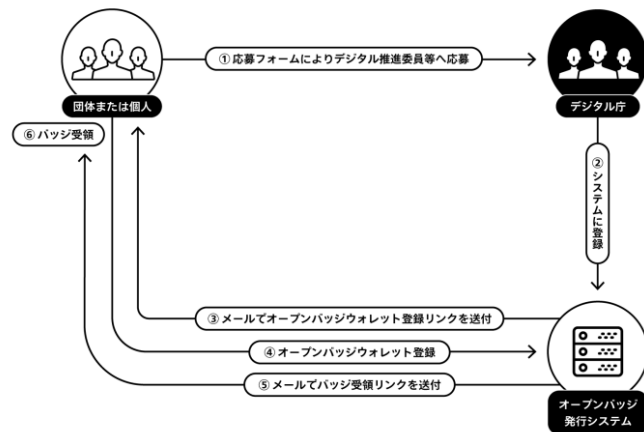 ① 応募フォームによりデジタル推進委員等へ応募
団体または個人
デジタル庁
⑥ バッジ受領
② システムに登録
③ メールでオープンバッジウォレット登録リンクを送付
④ オープンバッジウォレット登録
⑤ メールでバッジ受領リンクを送付
オープンバッジ
発行システム